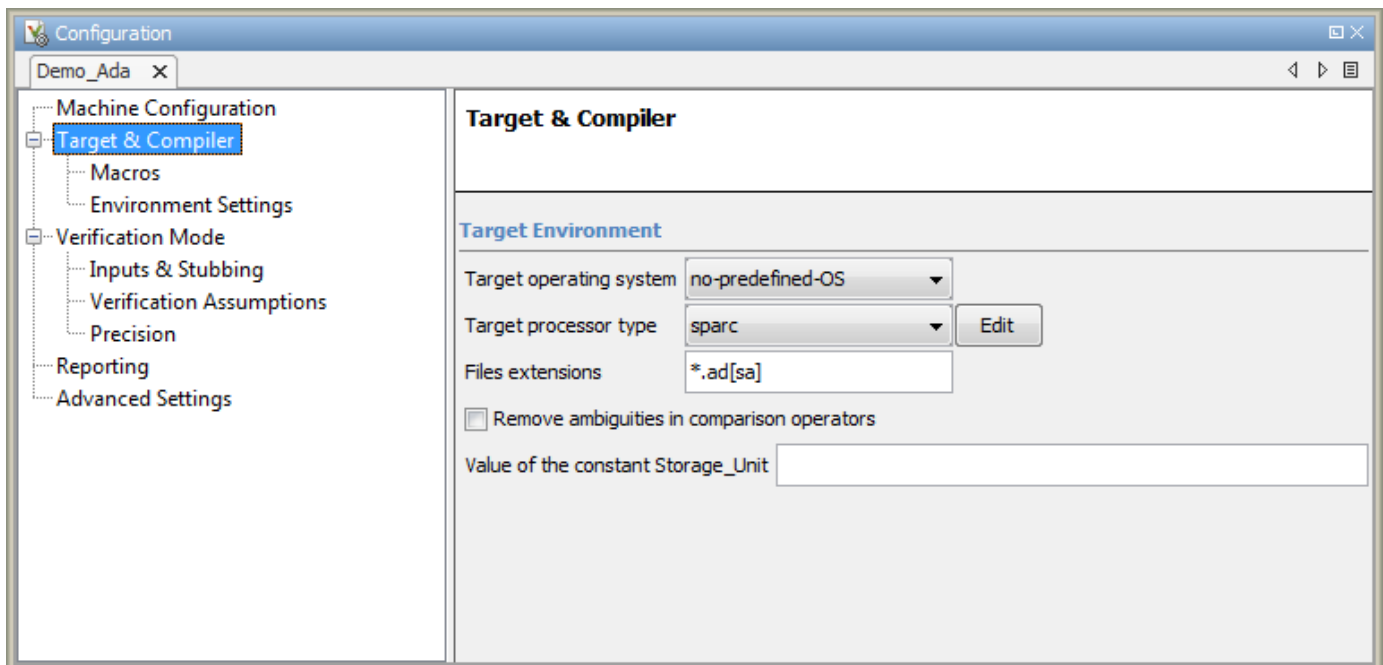 Configuration
Demo_Ada
Machine Configuration
Target & Compiler
Macros
Environment Settings
Verification Mode
Inputs & Stubbing
Verification Assumptions
Precision
Reporting
Advanced Settings
Target & Compiler
Target Environment
Target operating system no-predefined-OS
Target processor type sparc Edit
Files extensions *.ad[sa]
Remove ambiguities in comparison operators
Value of the constant Storage_Unit